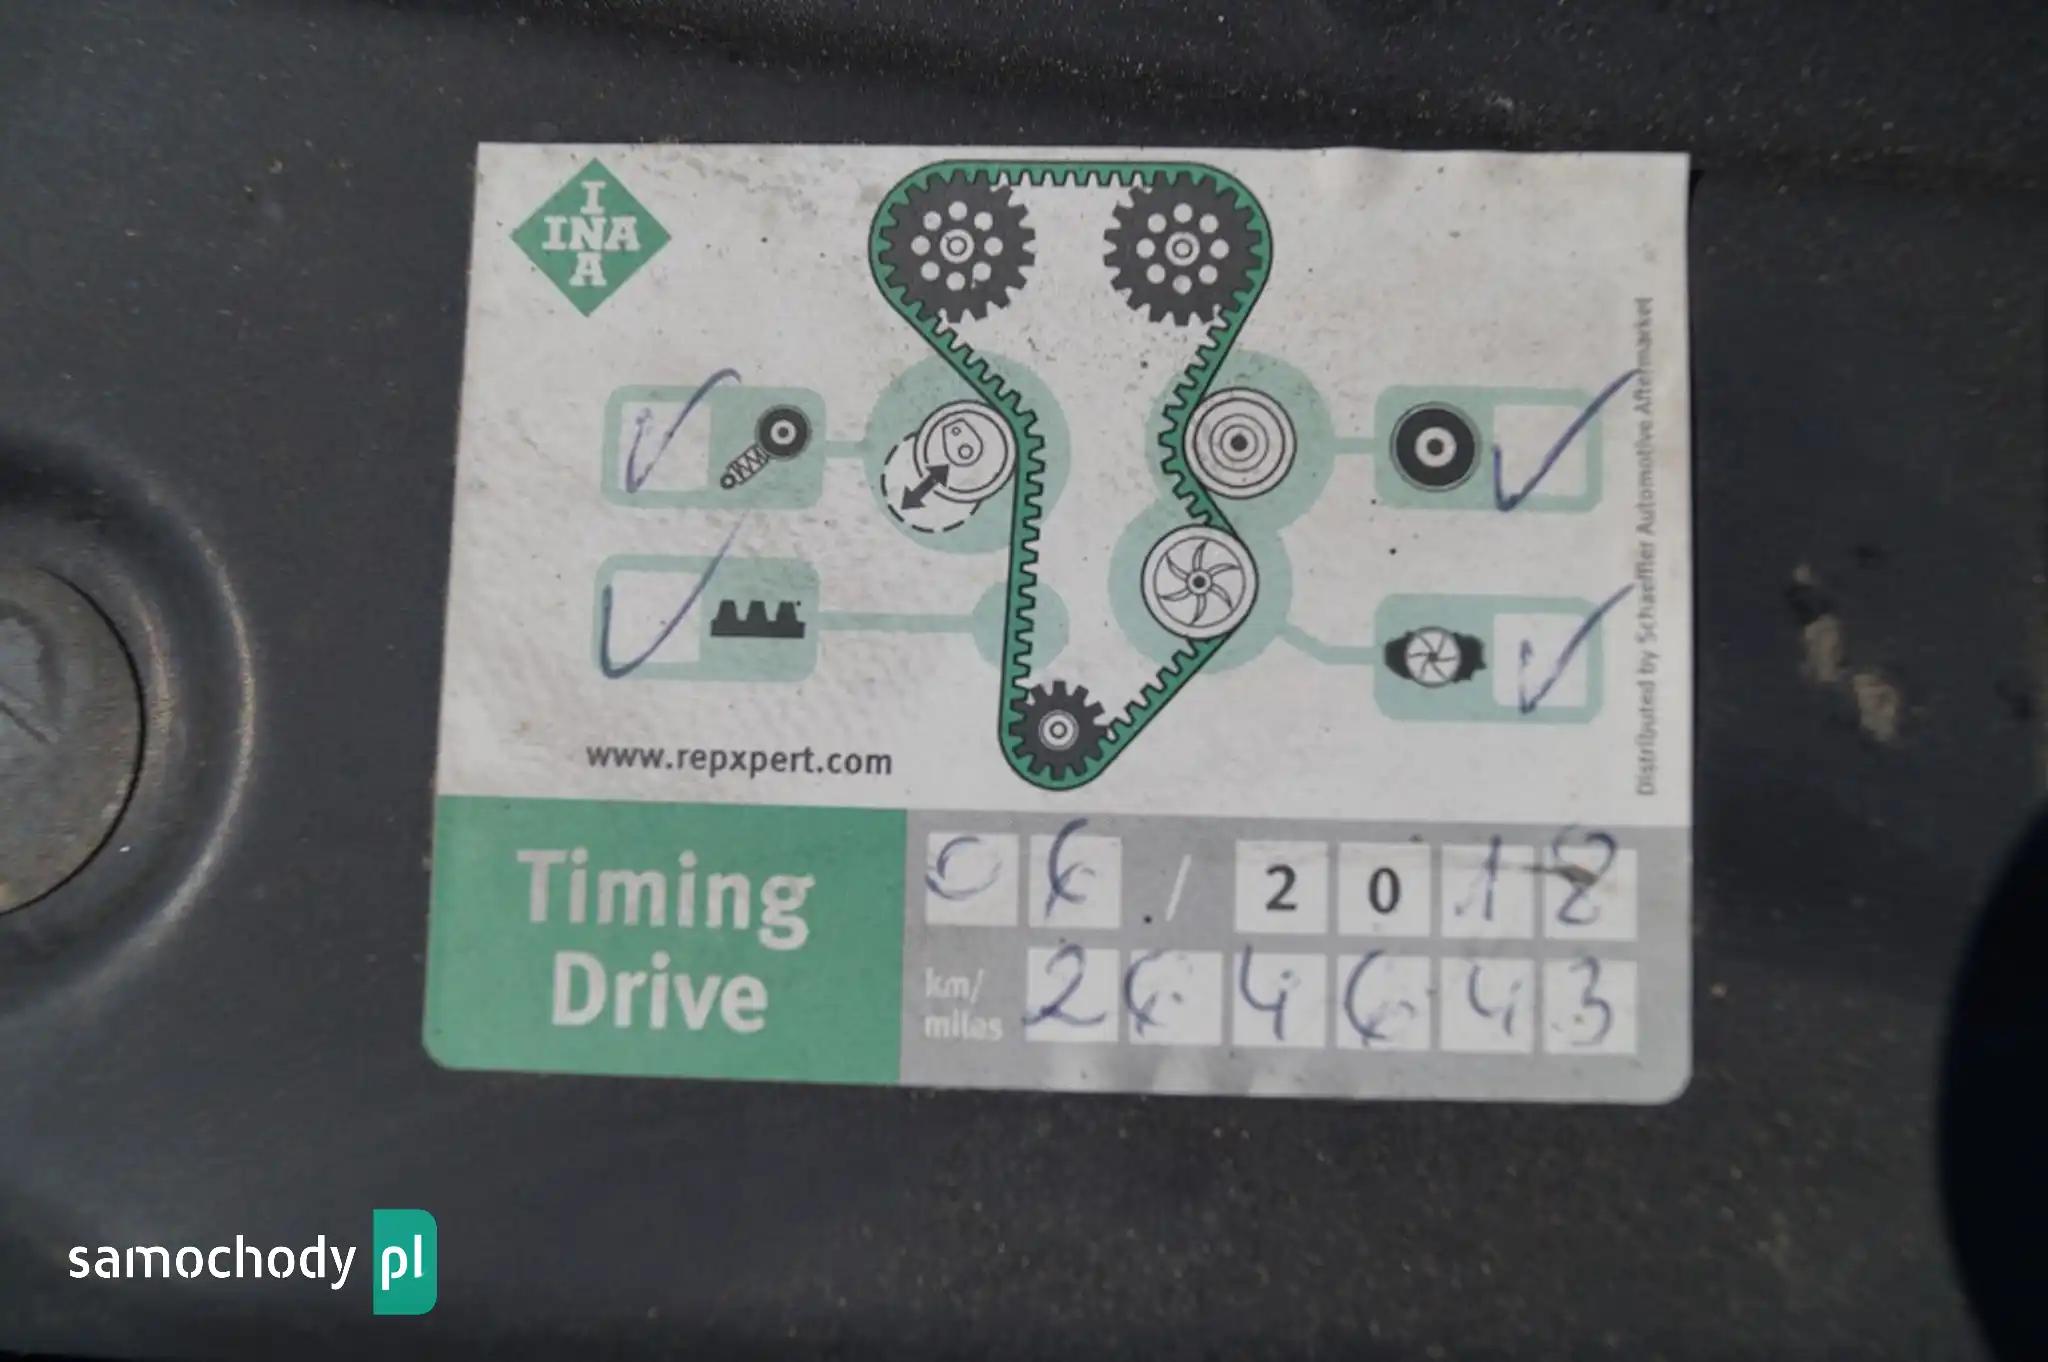 I
INA
A
Distributed by Schaeffler Automotive Aftermarket
www.repxpert.com
Timing
Drive
06 / 2018
km/
miles
264643
samochody pl